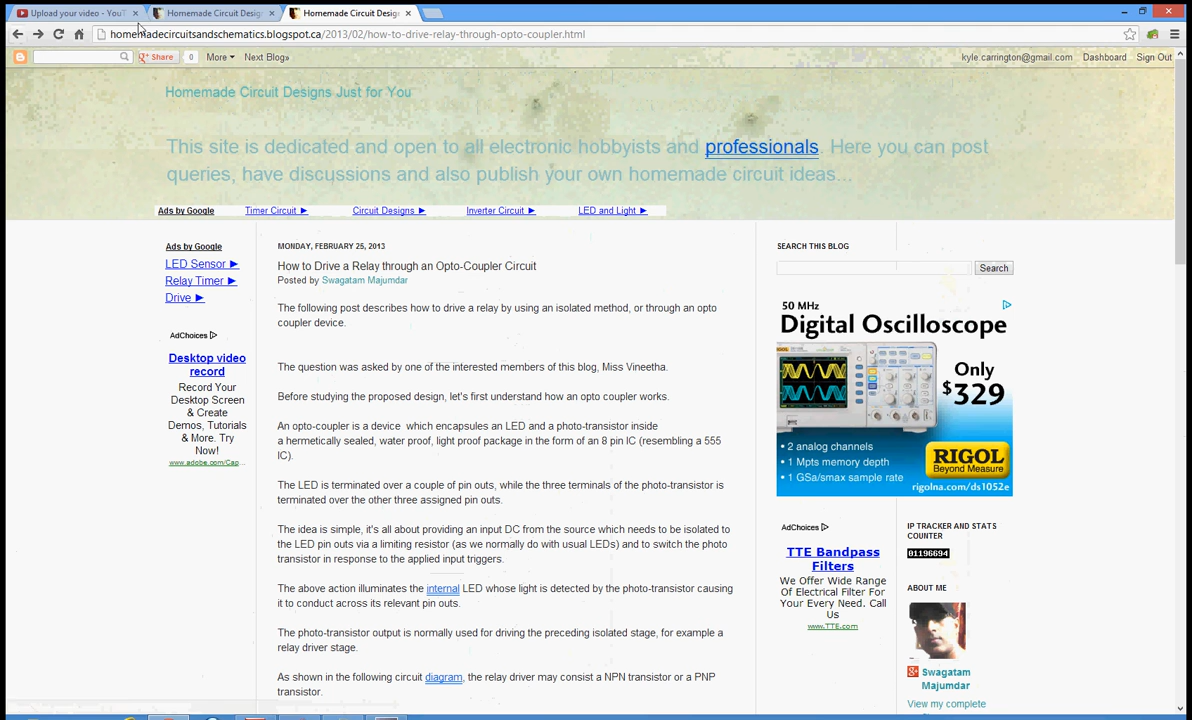 Upload your video - YouT
Homemade Circuit Desig
Homemade Circuit Desig
homemadecircuitsandschematics.blogspot.ca/2013/02/how-to-drive-relay-through-opto-coupler.html
Share 0 More Next Blog»
kyle.carrington@gmail.com Dashboard Sign Out
Homemade Circuit Designs Just for You
This site is dedicated and open to all electronic hobbyists and professionals. Here you can post
queries, have discussions and also publish your own homemade circuit ideas...
Ads by Google Timer Circuit ► Circuit Designs ► Inverter Circuit ► LED and Light ►
Ads by Google
LED Sensor ►
Relay Timer ►
Drive ►
AdChoices
Desktop video
record
Record Your
Desktop Screen
& Create
Demos, Tutorials
& More. Try
Now!
www.adobe.com/Cap...
MONDAY, FEBRUARY 25, 2013
How to Drive a Relay through an Opto-Coupler Circuit
Posted by Swagatam Majumdar
The following post describes how to drive a relay by using an isolated method, or through an opto
coupler device.
The question was asked by one of the interested members of this blog, Miss Vineetha.
Before studying the proposed design, let's first understand how an opto coupler works.
An opto-coupler is a device which encapsules an LED and a photo-transistor inside
a hermetically sealed, water proof, light proof package in the form of an 8 pin IC (resembling a 555
IC).
The LED is terminated over a couple of pin outs, while the three terminals of the photo-transistor is
terminated over the other three assigned pin outs.
The idea is simple, it's all about providing an input DC from the source which needs to be isolated to
the LED pin outs via a limiting resistor (as we normally do with usual LEDs) and to switch the photo
transistor in response to the applied input triggers.
The above action illuminates the internal LED whose light is detected by the photo-transistor causing
it to conduct across its relevant pin outs.
The photo-transistor output is normally used for driving the preceding isolated stage, for example a
relay driver stage.
As shown in the following circuit diagram, the relay driver may consist a NPN transistor or a PNP
transistor.
SEARCH THIS BLOG
Search
50 MHz
Digital Oscilloscope
Only
$329
• 2 analog channels
• 1 Mpts memory depth
• 1 GSa/smax sample rate
RIGOL
Beyond Measure
rigolna.com/ds1052e
AdChoices
TTE Bandpass
Filters
We Offer Wide Range
Of Electrical Filter For
Your Every Need. Call
Us
www.TTE.com
IP TRACKER AND STATS
COUNTER
01196694
ABOUT ME
Swagatam
Majumdar
View my complete